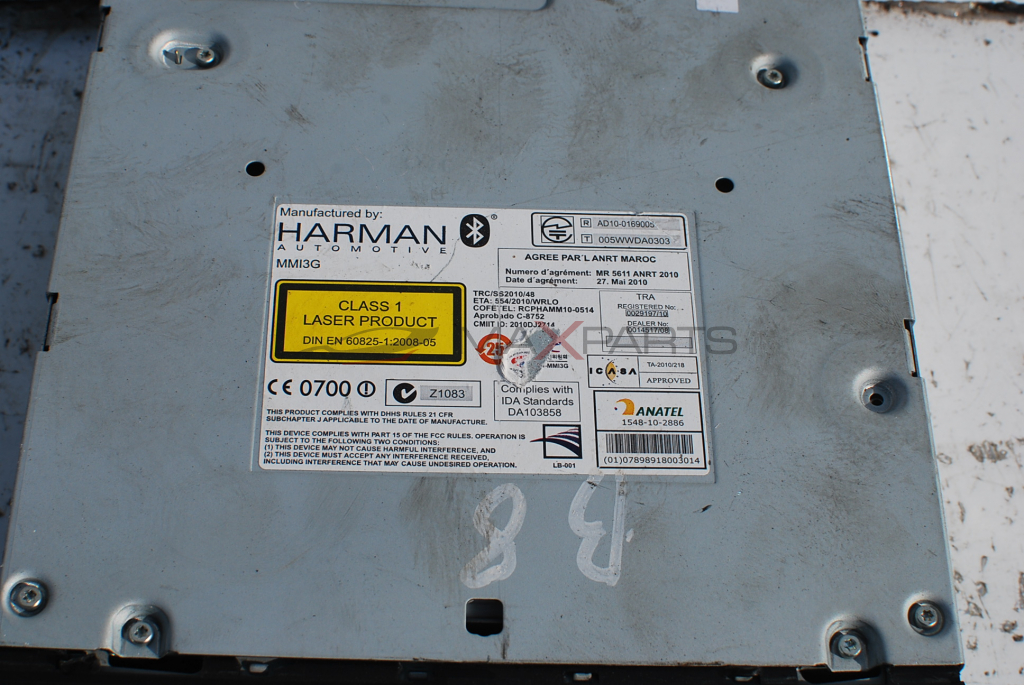 Manufactured by:
HARMAN
AUTOMOTIVE
MMI3G
R AD10-016900s
T 005WWDA0303
AGREE PAR'L ANRT MAROC
Numero d'agrément: MR 5611 ANRT 2010
Date d'agrément: 27. Mai 2010
CLASS 1
LASER PRODUCT
DIN EN 60825-1:2008-05
TRC/SS2010/48
ETA: 554/2010/WRLO
COFETEL: RCPHAMM10-0514
Aprobado C-8752
CMIIT ID: 2010DJ2714
TRA
REGISTERED No:
0029197/10
DEALER No:
0014517/08
MAXPARTS
-MMI3G
ICASA
TA-2010/218
APPROVED
CE 0700
Z1083
Complies with
IDA Standards
DA103858
ANATEL
1548-10-2886
(01)07898918003014
THIS PRODUCT COMPLIES WITH DHHS RULES 21 CFR
SUBCHAPTER J APPLICABLE TO THE DATE OF MANUFACTURE.
THIS DEVICE COMPLIES WITH PART 15 OF THE FCC RULES. OPERATION IS
SUBJECT TO THE FOLLOWING TWO CONDITIONS:
(1) THIS DEVICE MAY NOT CAUSE HARMFUL INTERFERENCE, AND
(2) THIS DEVICE MUST ACCEPT ANY INTERFERENCE RECEIVED,
INCLUDING INTERFERENCE THAT MAY CAUSE UNDESIRED OPERATION.
LB-001
8 B